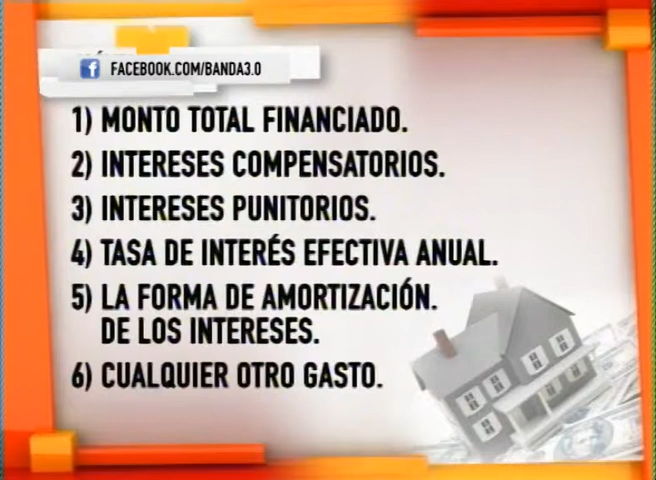 FACEBOOK.COM/BANDA3.0
1) MONTO TOTAL FINANCIADO.
2) INTERESES COMPENSATORIOS.
3) INTERESES PUNITORIOS.
4) TASA DE INTERÉS EFECTIVA ANUAL.
5) LA FORMA DE AMORTIZACIÓN.
DE LOS INTERESES.
6) CUALQUIER OTRO GASTO.